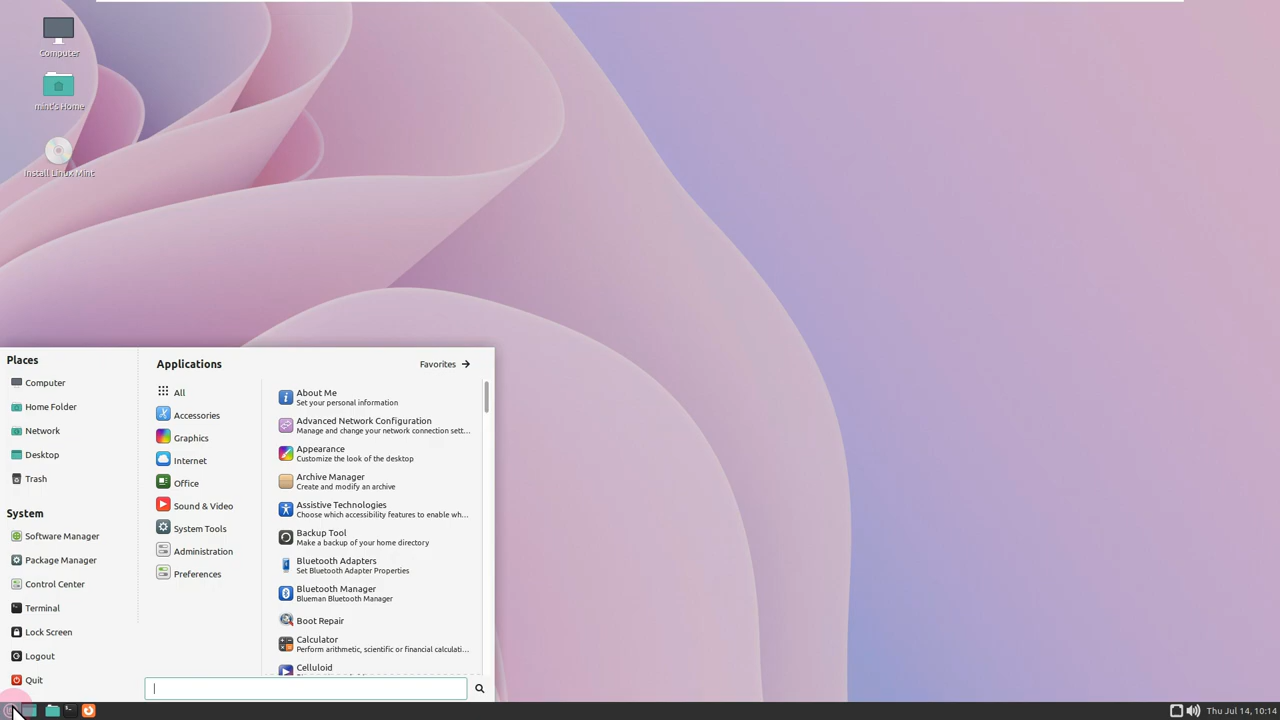 Computer
mint's Home
Install Linux Mint
Places
Computer
Home Folder
Network
Desktop
Trash
System
Software Manager
Package Manager
Control Center
Terminal
Lock Screen
Logout
Quit
Applications
Favorites
All
Accessories
Graphics
Internet
Office
Sound & Video
System Tools
Administration
Preferences
About Me
Set your personal information
Advanced Network Configuration
Manage and change your network connection sett...
Appearance
Customize the look of the desktop
Archive Manager
Create and modify an archive
Assistive Technologies
Choose which accessibility features to enable wh...
Backup Tool
Make a backup of your home directory
Bluetooth Adapters
Set Bluetooth Adapter Properties
Bluetooth Manager
Blueman Bluetooth Manager
Boot Repair
Calculator
Perform arithmetic, scientific or financial calculati...
Celluloid
Thu Jul 14, 10:14